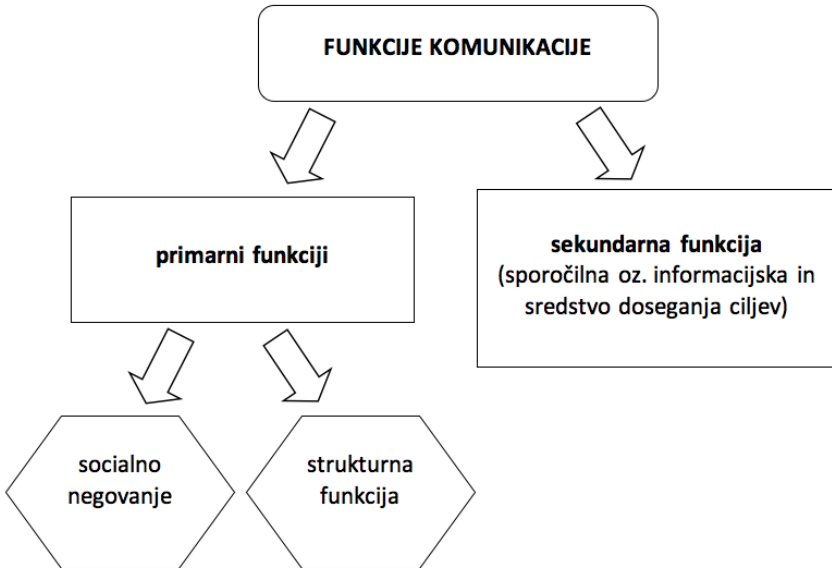 FUNKCIJE KOMUNIKACIJE
primarni funkciji
sekundarna funkcija
(sporočilna oz. informacijska in
sredstvo doseganja ciljev)
socialno
negovanje
strukturna
funkcija